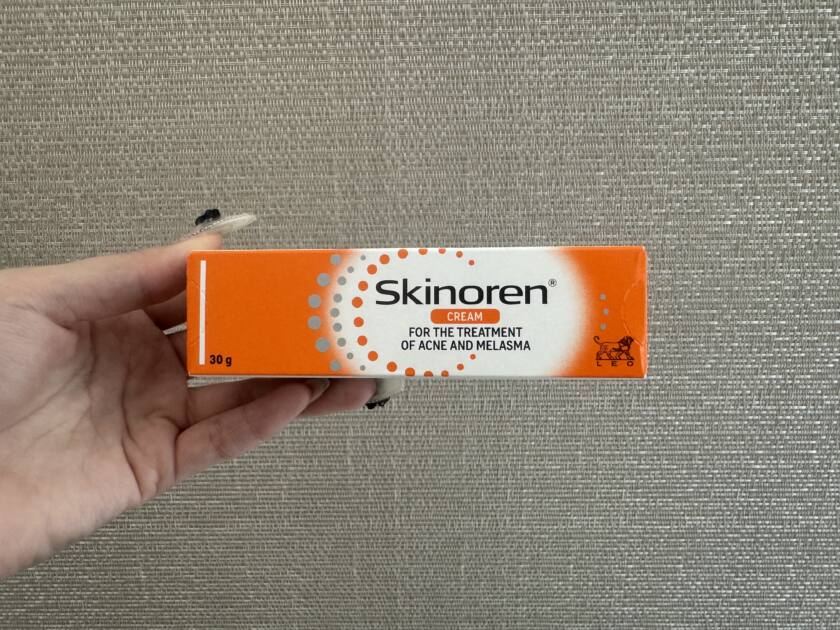 Skinoren®
CREAM
FOR THE TREATMENT
OF ACNE AND MELASMA
30 g
LEO